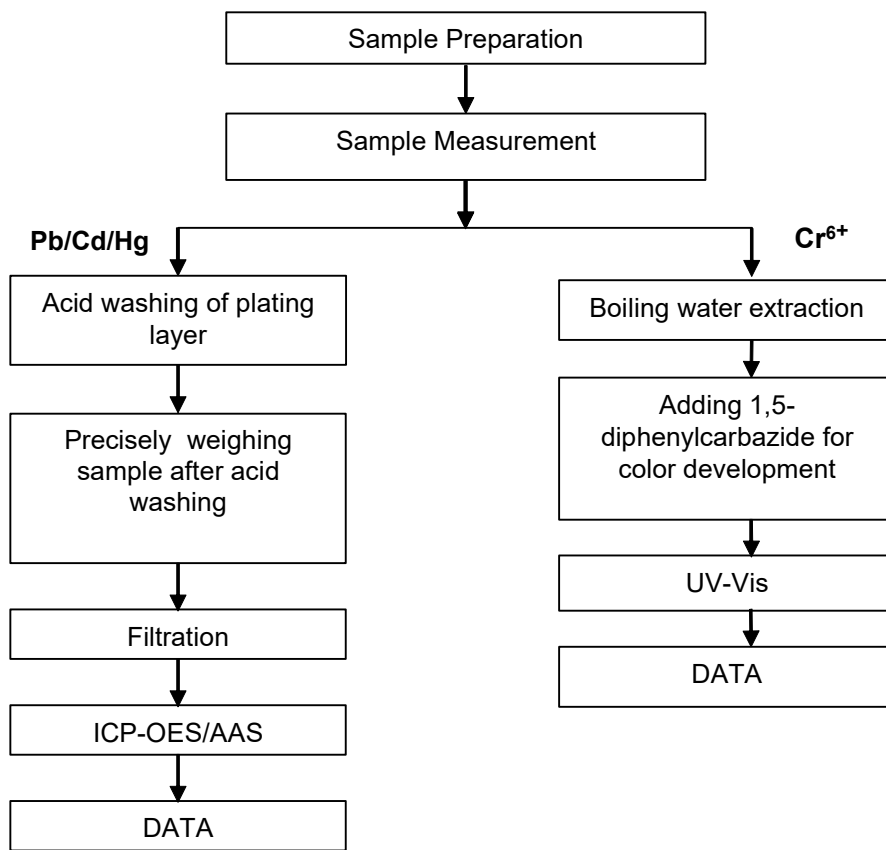 Sample Preparation
Sample Measurement
Pb/Cd/Hg
Acid washing of plating
layer
Precisely weighing
sample after acid
washing
Filtration
ICP-OES/AAS
DATA
Cr⁶⁺
Boiling water extraction
Adding 1,5-
diphenylcarbazide for
color development
UV-Vis
DATA